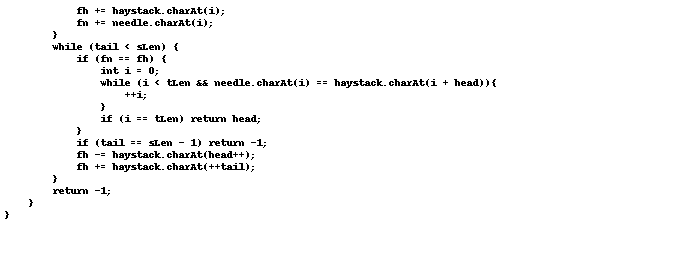 fh += haystack.charAt(i);
            fn += needle.charAt(i);
        }
        while (tail < sLen) {
            if (fn == fh) {
                int i = 0;
                while (i < tLen && needle.charAt(i) == haystack.charAt(i + head)){
                    ++i;
                }
                if (i == tLen) return head;
            }
            if (tail == sLen - 1) return -1;
            fh -= haystack.charAt(head++);
            fh += haystack.charAt(++tail);
        }
        return -1;
    }
}